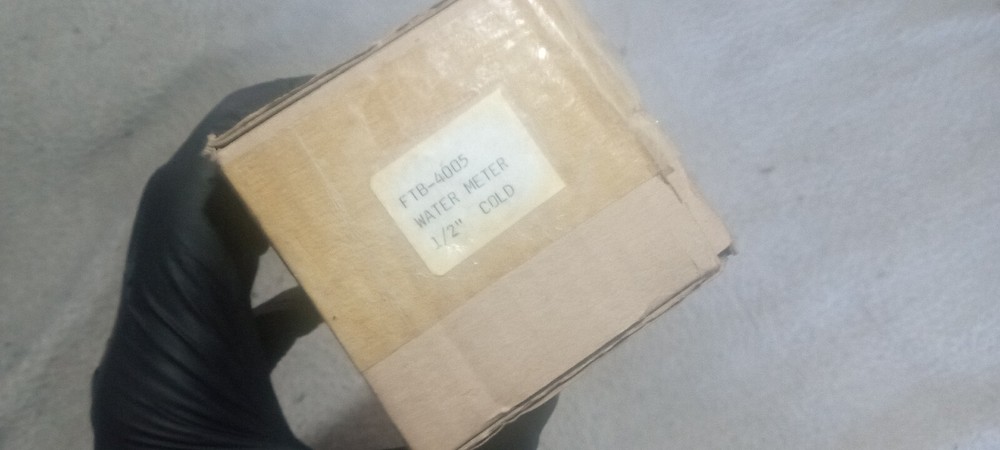 FTB-4005
WATER METER
1/2" COLD